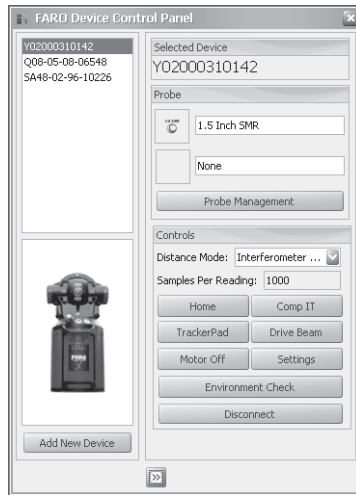 FARO Device Control Panel
Y02000310142
Q08-05-08-06548
SA48-02-96-10226
Selected Device
Y02000310142
Probe
1.5 Inch SMR
None
Probe Management
Controls
Distance Mode: Interferometer ...
Samples Per Reading: 1000
Home
Comp IT
TrackerPad
Drive Beam
Motor Off
Settings
Environment Check
Disconnect
FARO
Add New Device
>>